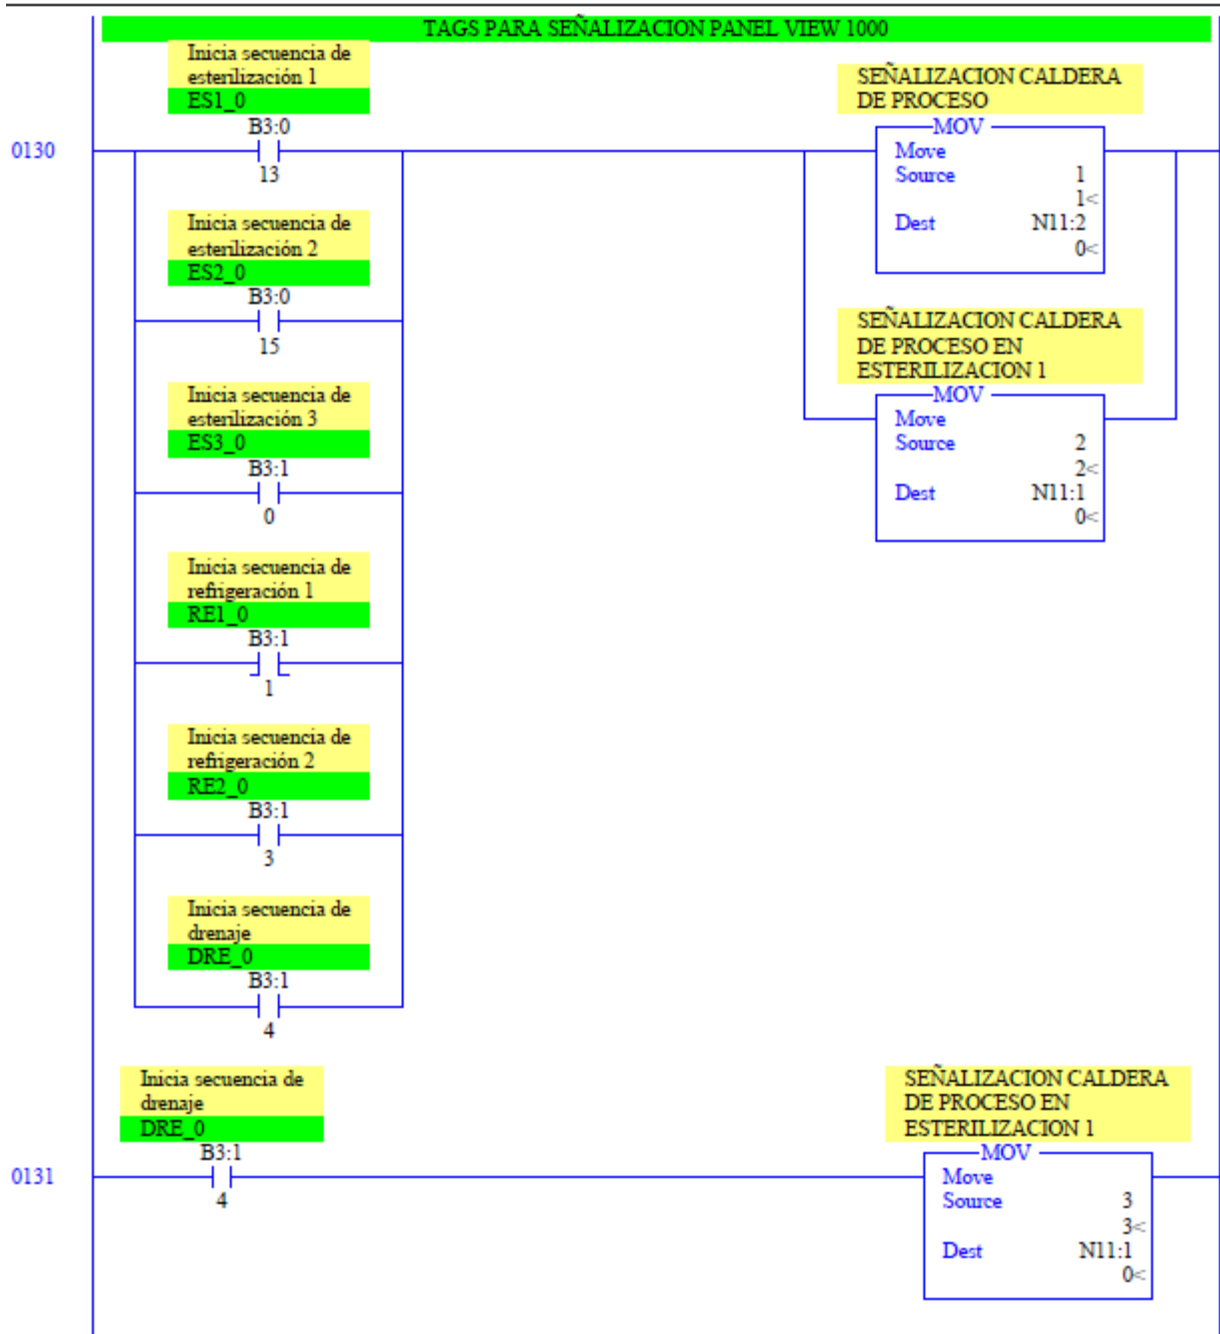 TAGS PARA SEÑALIZACION PANEL VIEW 1000
Inicia secuencia de
esterilización 1
ES1_0
B3:0
0130
13
Inicia secuencia de
esterilización 2
ES2_0
B3:0
15
Inicia secuencia de
esterilización 3
ES3_0
B3:1
0
Inicia secuencia de
refrigeración 1
RE1_0
B3:1
1
Inicia secuencia de
refrigeración 2
RE2_0
B3:1
3
Inicia secuencia de
drenaje
DRE_0
B3:1
4
SEÑALIZACION CALDERA
DE PROCESO
MOV
Move
Source 1
1<
Dest N11:2
0<
SEÑALIZACION CALDERA
DE PROCESO EN
ESTERILIZACION 1
MOV
Move
Source 2
2<
Dest N11:1
0<
Inicia secuencia de
drenaje
DRE_0
B3:1
0131
4
SEÑALIZACION CALDERA
DE PROCESO EN
ESTERILIZACION 1
MOV
Move
Source 3
3<
Dest N11:1
0<